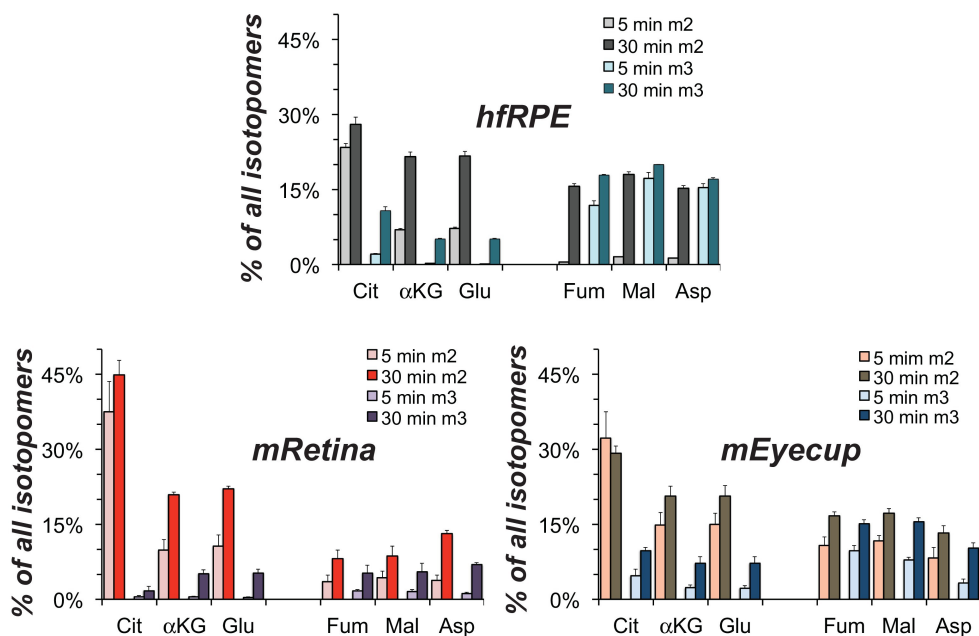 % of all isotopomers
45%
30%
15%
0%
5 min m2
30 min m2
5 min m3
30 min m3
hfRPE
Cit αKG Glu Fum Mal Asp
% of all isotopomers
45%
30%
15%
0%
5 min m2
30 min m2
5 min m3
30 min m3
mRetina
Cit αKG Glu Fum Mal Asp
% of all isotopomers
45%
30%
15%
0%
5 mim m2
30 min m2
5 min m3
30 min m3
mEyecup
Cit αKG Glu Fum Mal Asp